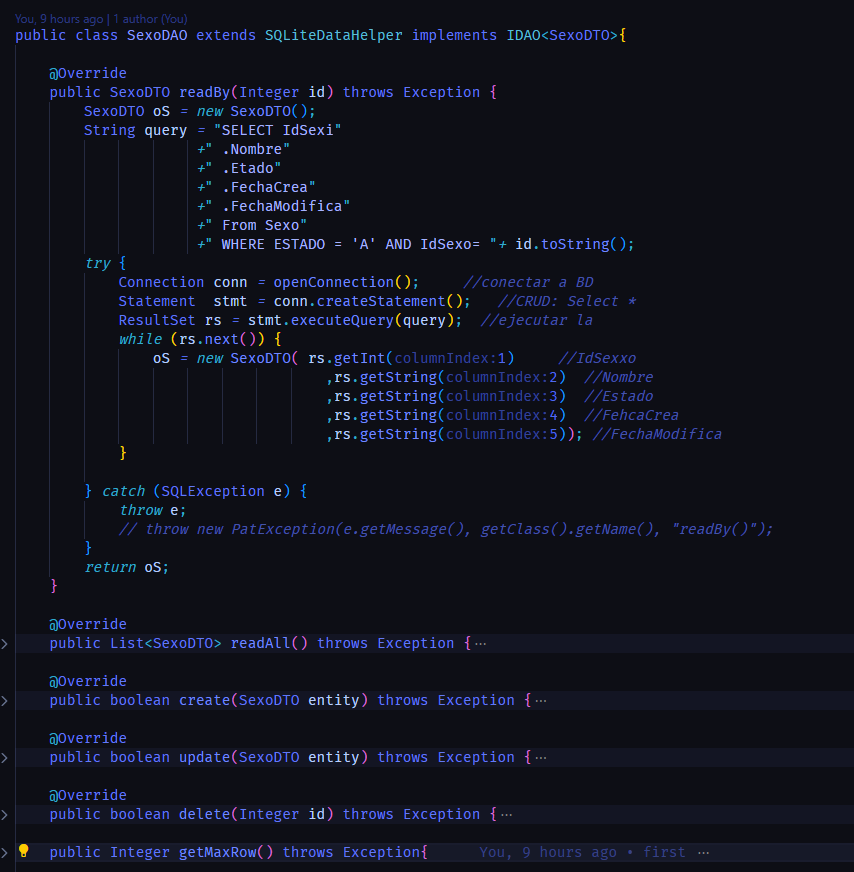 You, 9 hours ago | 1 author (You)
public class SexoDAO extends SQLiteDataHelper implements IDAO<SexoDTO>{
@Override
public SexoDTO readBy(Integer id) throws Exception {
SexoDTO oS = new SexoDTO();
String query = "SELECT IdSexi"
+" .Nombre"
+" .Etado"
+" .FechaCrea"
+" .FechaModifica"
+" From Sexo"
+" WHERE ESTADO = 'A' AND IdSexo= "+ id.toString();
try {
Connection conn = openConnection(); //conectar a BD
Statement stmt = conn.createStatement(); //CRUD: Select *
ResultSet rs = stmt.executeQuery(query); //ejecutar la
while (rs.next()) {
oS = new SexoDTO( rs.getInt(columnIndex:1) //IdSexxo
,rs.getString(columnIndex:2) //Nombre
,rs.getString(columnIndex:3) //Estado
,rs.getString(columnIndex:4) //FehcaCrea
,rs.getString(columnIndex:5)); //FechaModifica
}
} catch (SQLException e) {
throw e;
// throw new PatException(e.getMessage(), getClass().getName(), "readBy()");
}
return oS;
}
@Override
public List<SexoDTO> readAll() throws Exception {⋯
@Override
public boolean create(SexoDTO entity) throws Exception {⋯
@Override
public boolean update(SexoDTO entity) throws Exception {⋯
@Override
public boolean delete(Integer id) throws Exception {⋯
public Integer getMaxRow() throws Exception{ You, 9 hours ago • first ⋯